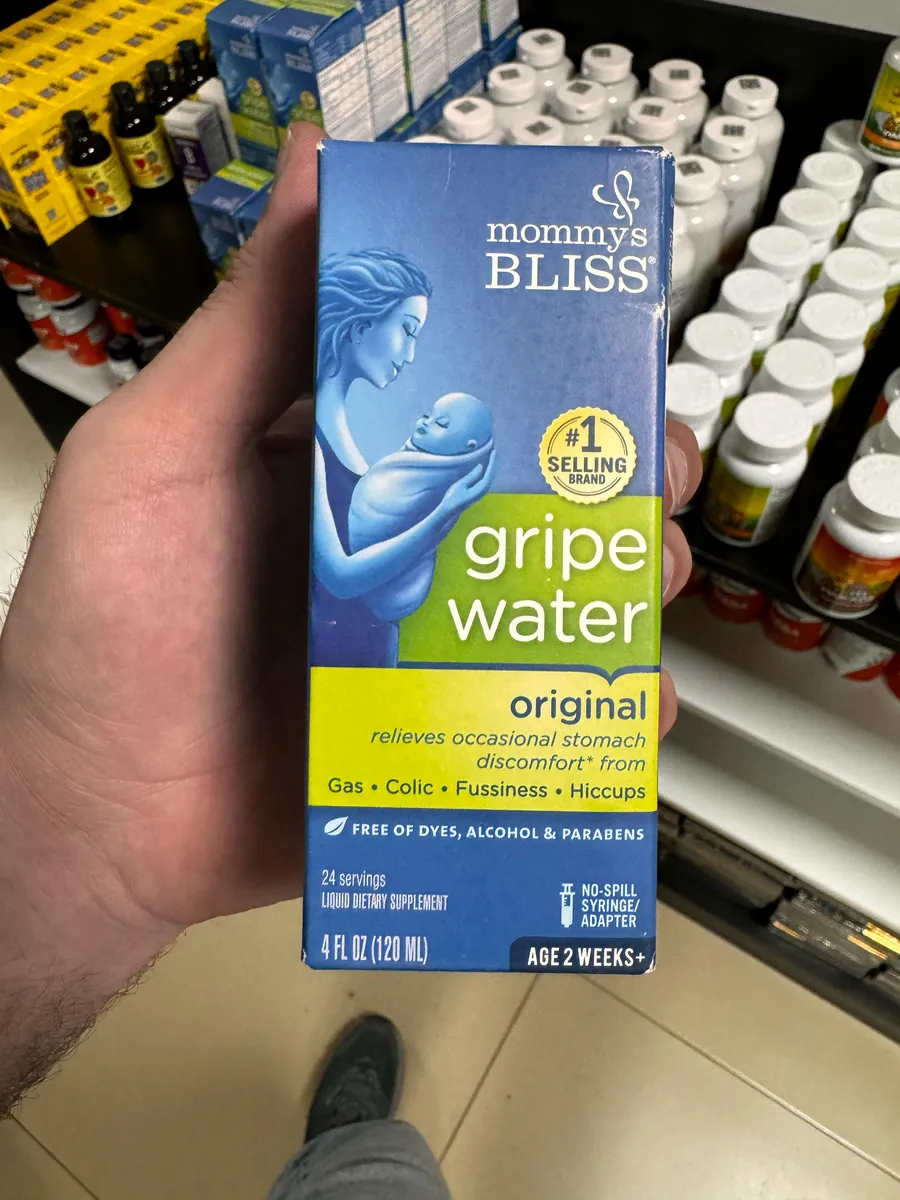 mommy's
BLISS®
#1
SELLING
BRAND
gripe
water
original
relieves occasional stomach
discomfort* from
Gas • Colic • Fussiness • Hiccups
FREE OF DYES, ALCOHOL & PARABENS
24 servings
LIQUID DIETARY SUPPLEMENT
NO-SPILL
SYRINGE/
ADAPTER
4 FL OZ (120 ML)
AGE 2 WEEKS+